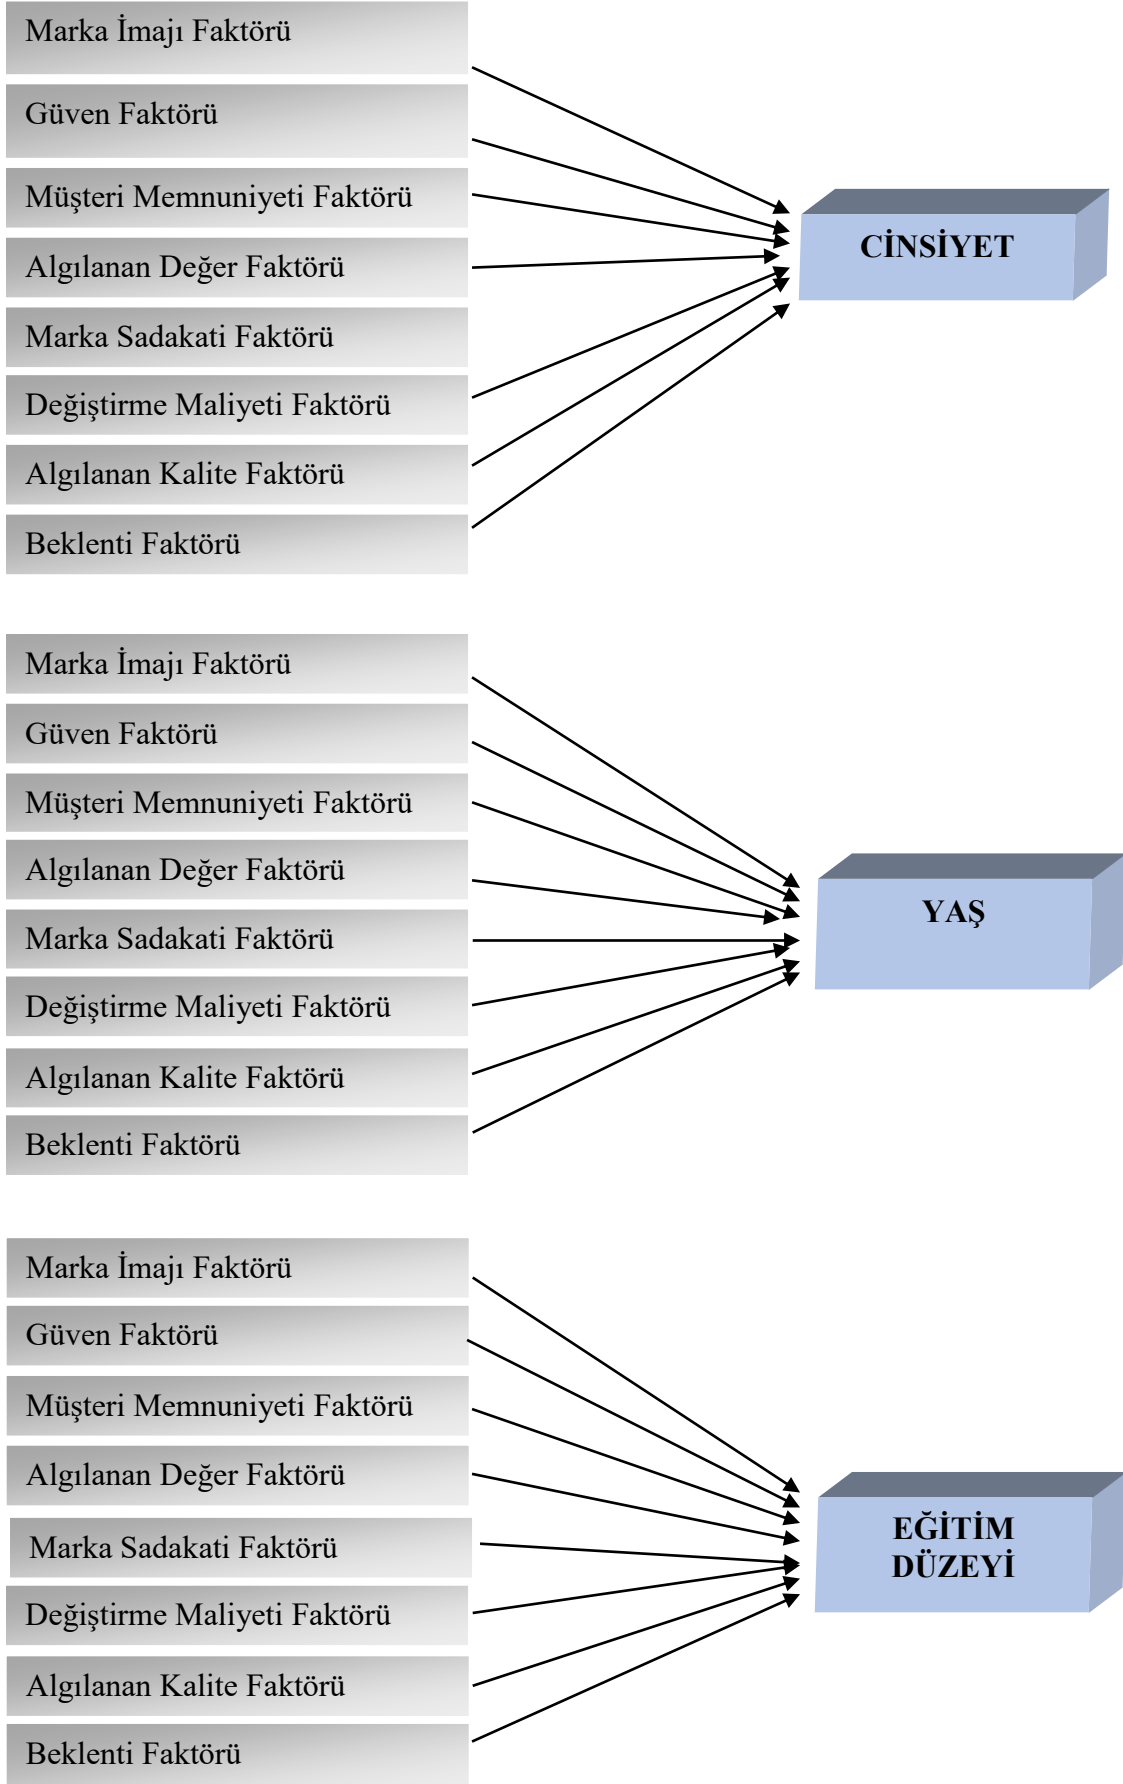 Marka İmajı Faktörü
Güven Faktörü
Müşteri Memnuniyeti Faktörü
Algılanan Değer Faktörü
Marka Sadakati Faktörü
Değiştirme Maliyeti Faktörü
Algılanan Kalite Faktörü
Beklenti Faktörü
CİNSİYET
Marka İmajı Faktörü
Güven Faktörü
Müşteri Memnuniyeti Faktörü
Algılanan Değer Faktörü
Marka Sadakati Faktörü
Değiştirme Maliyeti Faktörü
Algılanan Kalite Faktörü
Beklenti Faktörü
YAŞ
Marka İmajı Faktörü
Güven Faktörü
Müşteri Memnuniyeti Faktörü
Algılanan Değer Faktörü
Marka Sadakati Faktörü
Değiştirme Maliyeti Faktörü
Algılanan Kalite Faktörü
Beklenti Faktörü
EĞİTİM
DÜZEYİ